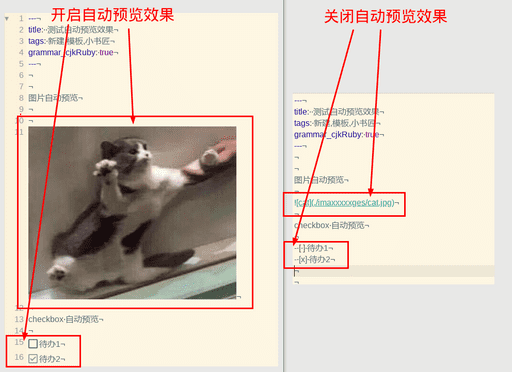 开启自动预览效果
1 ---¬
2 title:·测试自动预览效果¬
3 tags:·新建,模板,小书匠¬
4 grammar_cjkRuby:·true¬
5 ---¬
6 ¬
7 ¬
8 图片自动预览¬
9 ¬
10 ¬
11 ¬
12 ¬
13 checkbox·自动预览¬
14 ¬
15 待办1¬
16 待办2¬
关闭自动预览效果
---¬
title:·测试自动预览效果¬
tags:·新建,模板,小书匠¬
grammar_cjkRuby:·true¬
---¬
¬
¬
图片自动预览¬
¬
![cat](./imaxxxxxges/cat.jpg)¬
¬
checkbox·自动预览¬
¬
-·[·]·待办1¬
-·[x]·待办2¬
¬
¬